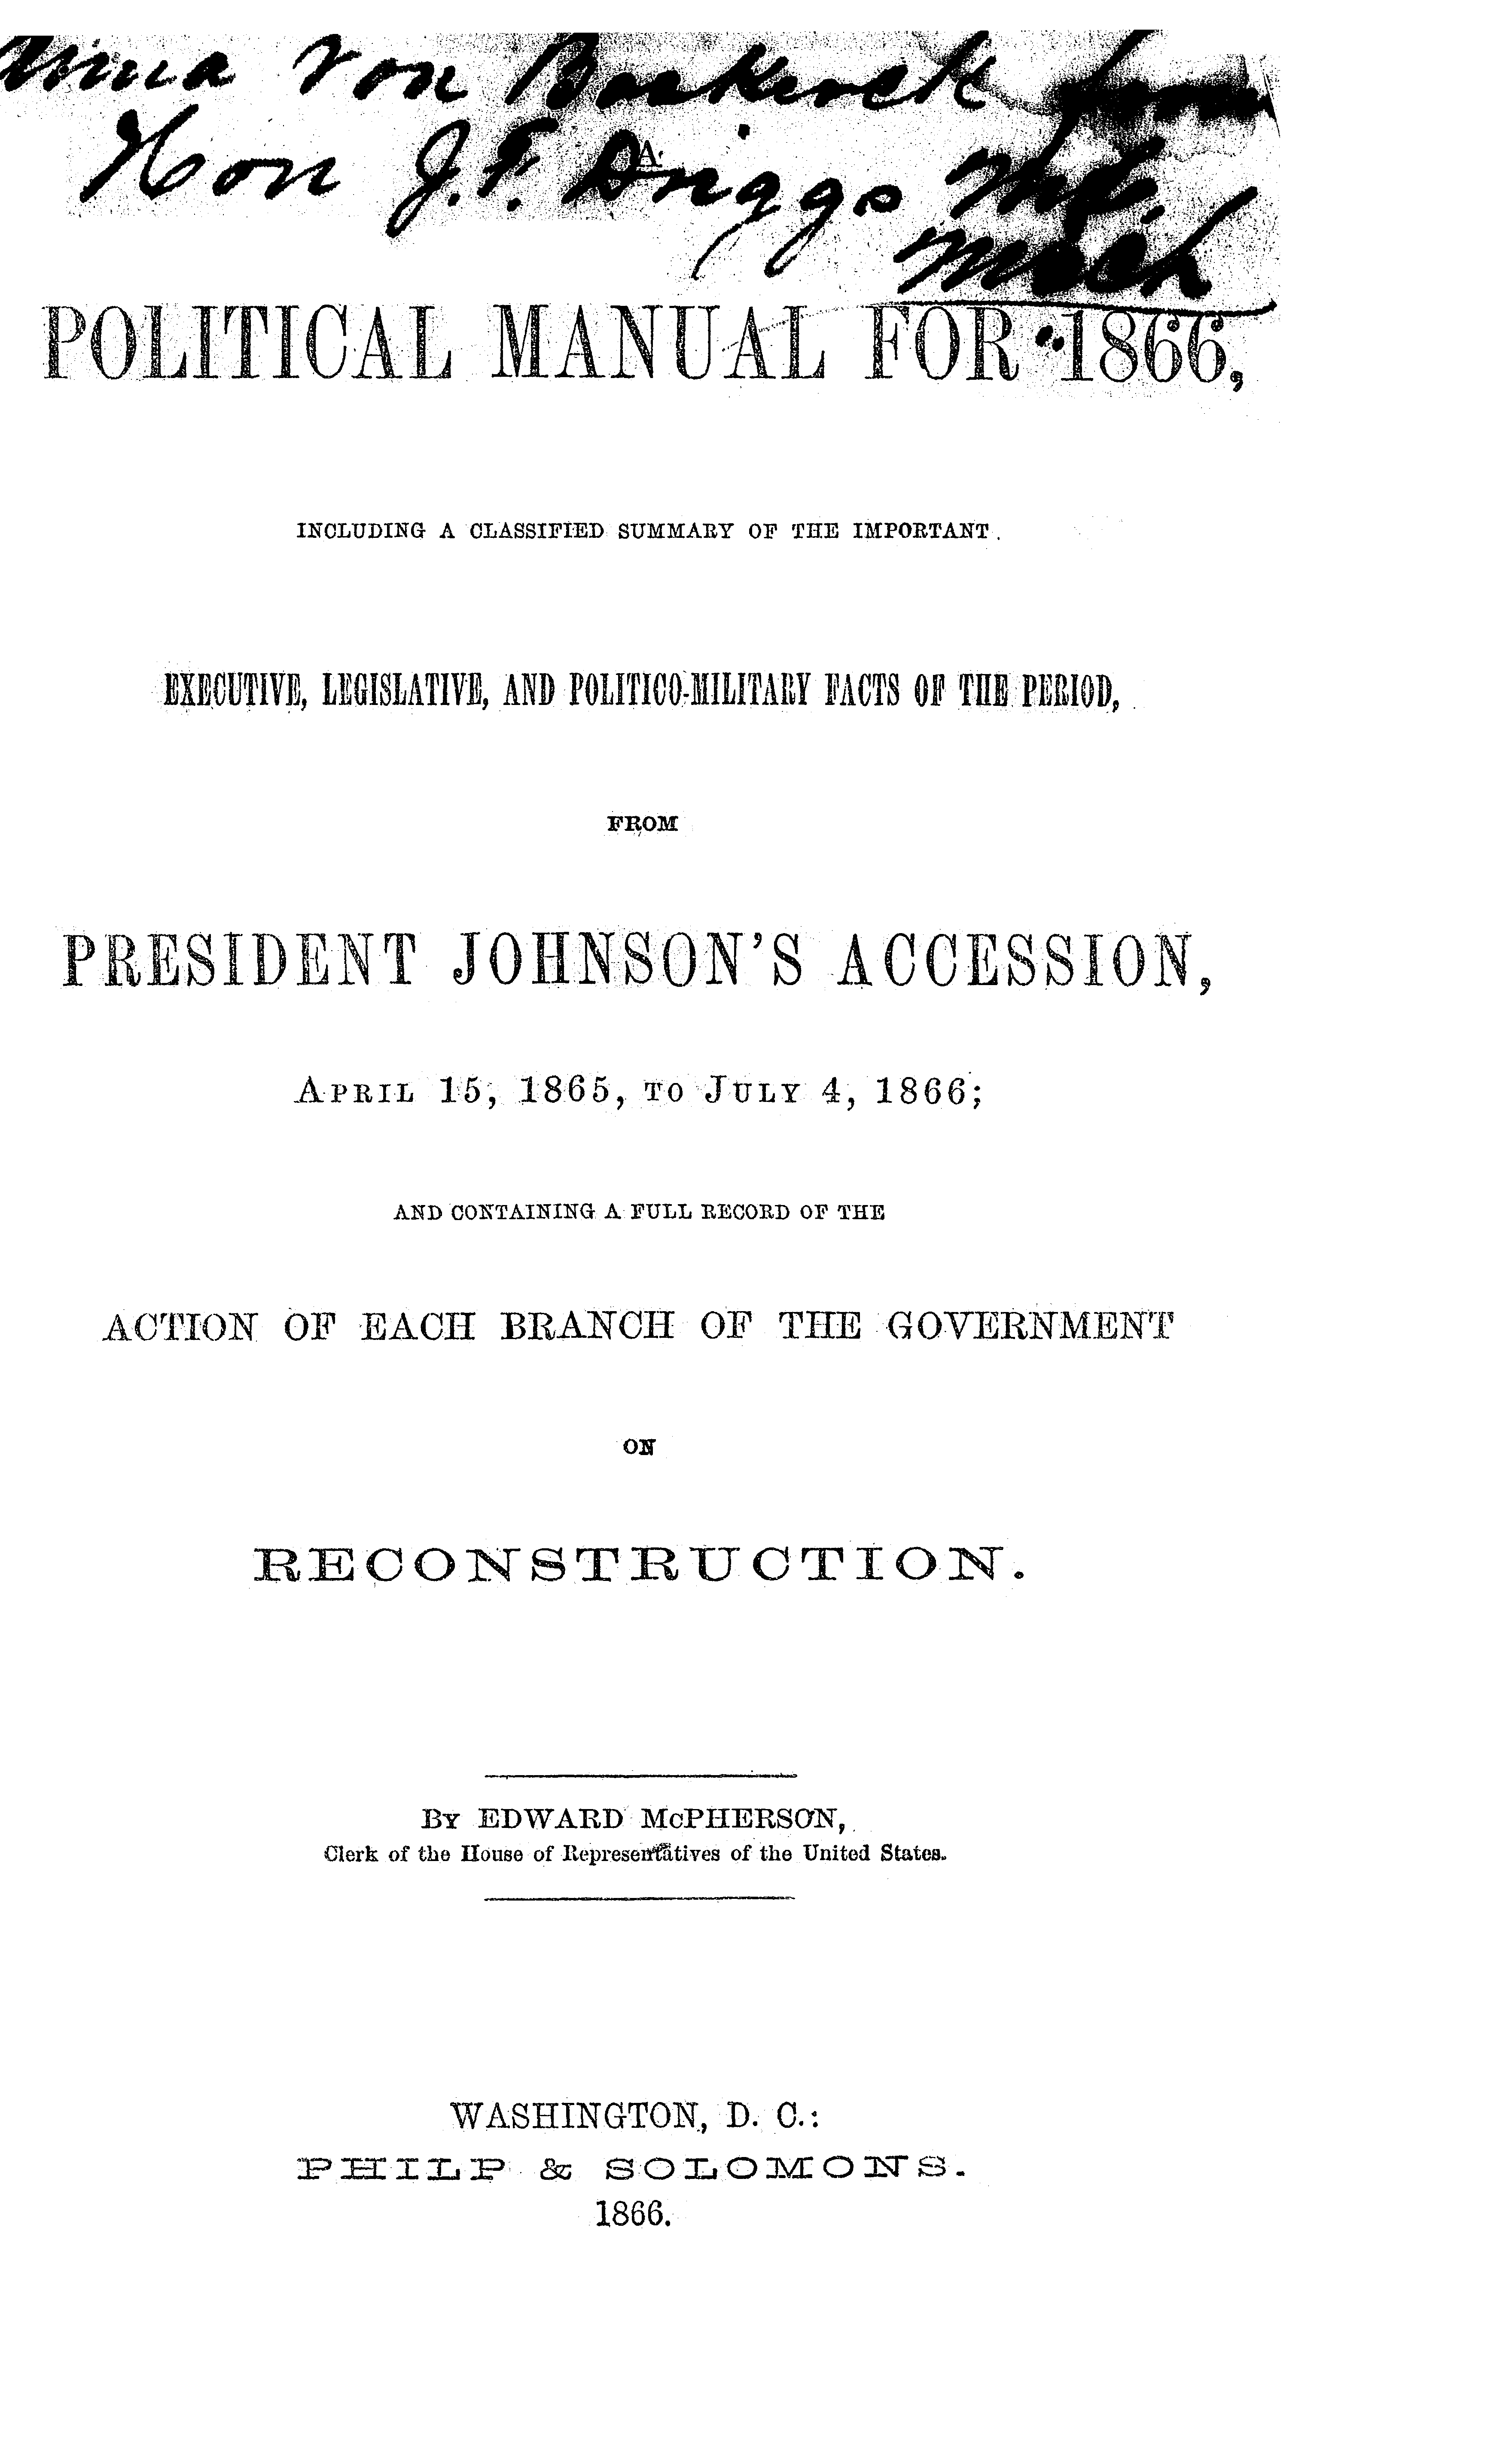 Anna Von Boskerck from
Hon J. F. Driggs M.C.
Mich
A
POLITICAL MANUAL FOR 1866,
INCLUDING A CLASSIFIED SUMMARY OF THE IMPORTANT
EXECUTIVE, LEGISLATIVE, AND POLITICO-MILITARY FACTS OF THE PERIOD,
FROM
PRESIDENT JOHNSON'S ACCESSION,
APRIL 15, 1865, TO JULY 4, 1866;
AND CONTAINING A FULL RECORD OF THE
ACTION OF EACH BRANCH OF THE GOVERNMENT
ON
RECONSTRUCTION.
BY EDWARD McPHERSON,
Clerk of the House of Representatives of the United States.
WASHINGTON, D. C.:
PHILP & SOLOMONS.
1866.